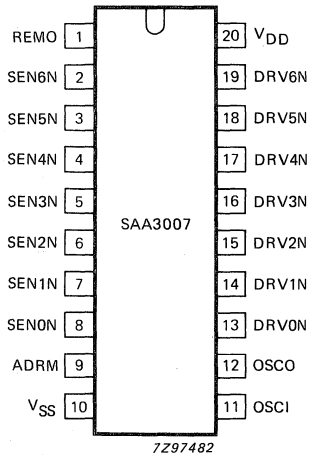 REMO 1 20 VDD
SEN6N 2 19 DRV6N
SEN5N 3 18 DRV5N
SEN4N 4 17 DRV4N
SEN3N 5 16 DRV3N
SAA3007
SEN2N 6 15 DRV2N
SEN1N 7 14 DRV1N
SEN0N 8 13 DRV0N
ADRM 9 12 OSCO
VSS 10 11 OSCI
7Z97482